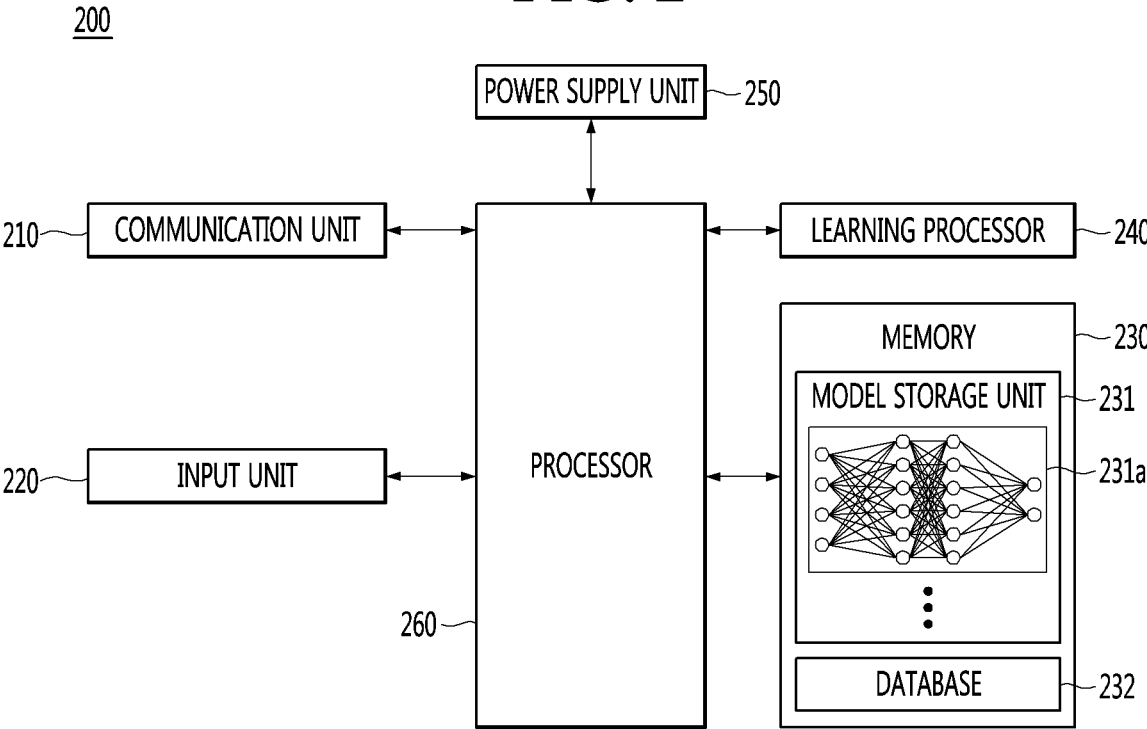 200
POWER SUPPLY UNIT 250
210 COMMUNICATION UNIT
LEARNING PROCESSOR 240
MEMORY 230
MODEL STORAGE UNIT 231
231a
220 INPUT UNIT
PROCESSOR
260
DATABASE 232